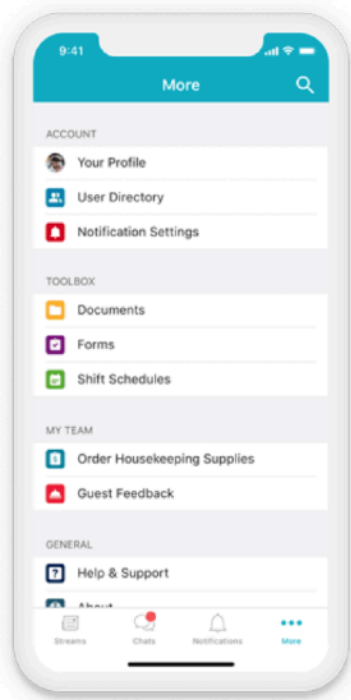 9:41
More
ACCOUNT
Your Profile
User Directory
Notification Settings
TOOLBOX
Documents
Forms
Shift Schedules
MY TEAM
Order Housekeeping Supplies
Guest Feedback
GENERAL
Help & Support
About
Streams Chats Notifications More